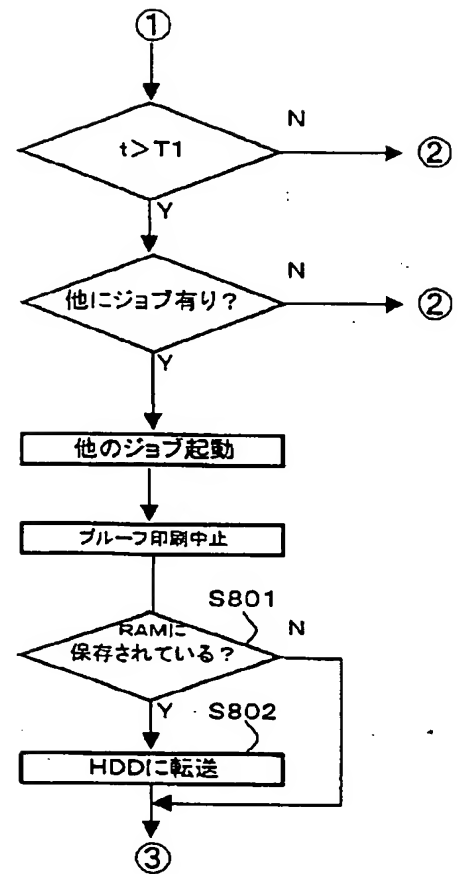 ①
t＞T1
N
②
Y
他にジョブ有り？
N
②
Y
他のジョブ起動
プルーフ印刷中止
S801
RAMに
保存されている？
N
Y
S802
HDDに転送
③